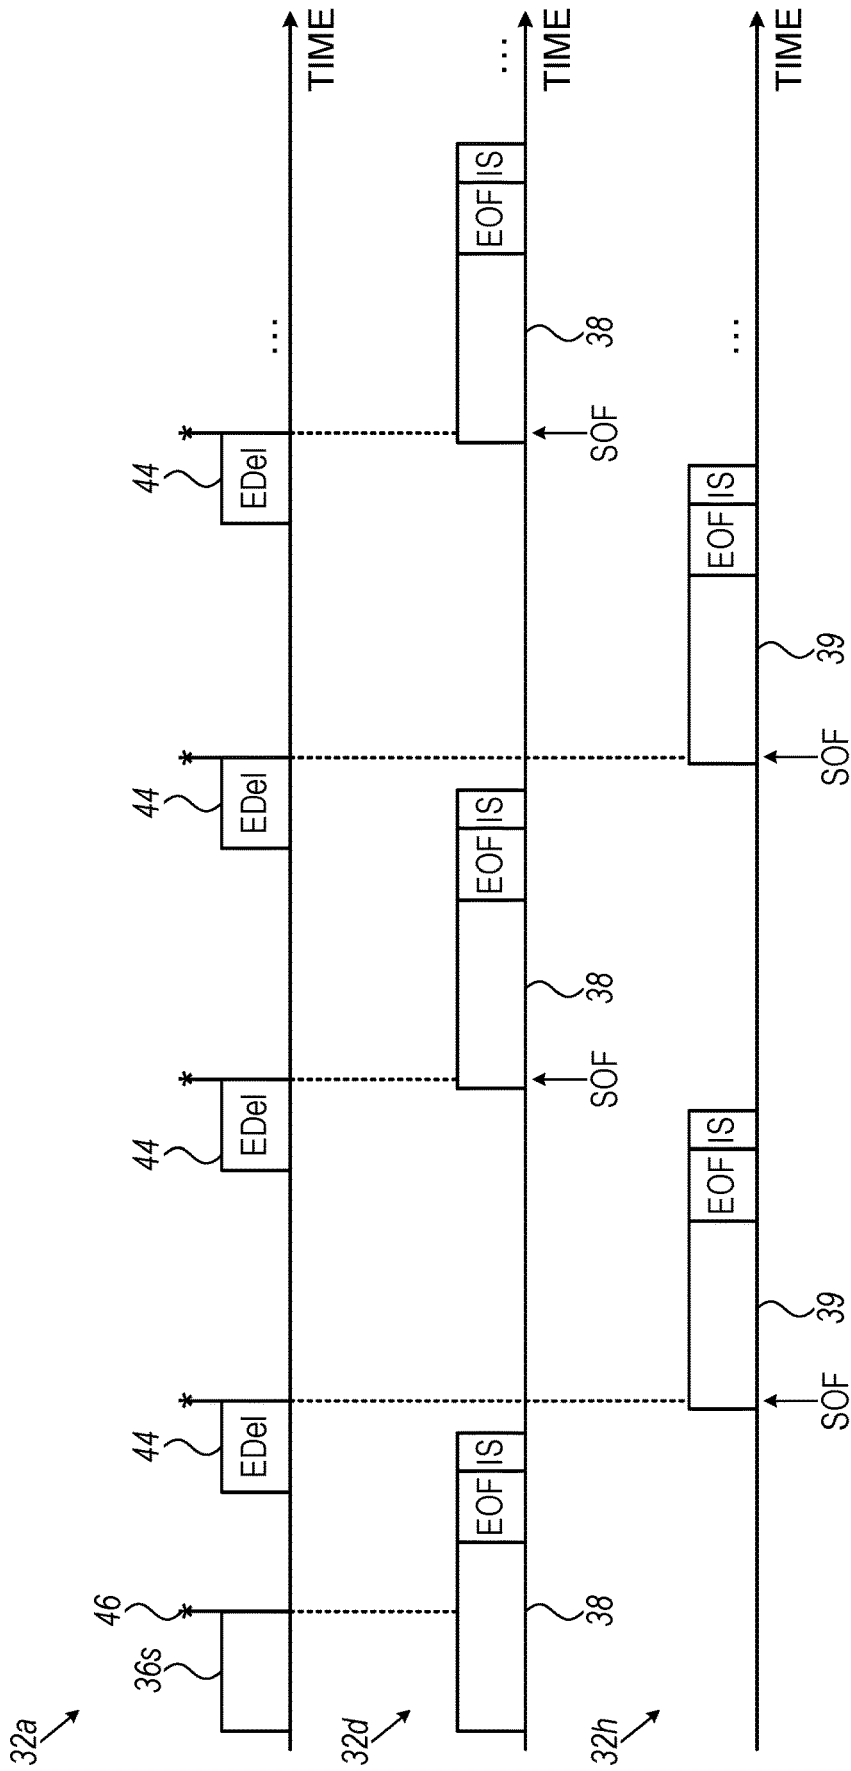 32a
46
36s 44 44 44 44
EDel EDel EDel EDel
...
TIME
32d
EOF IS EOF IS EOF IS
...
TIME
38 SOF 38 SOF 38
32h
EOF IS EOF IS
...
TIME
SOF 39 SOF 39